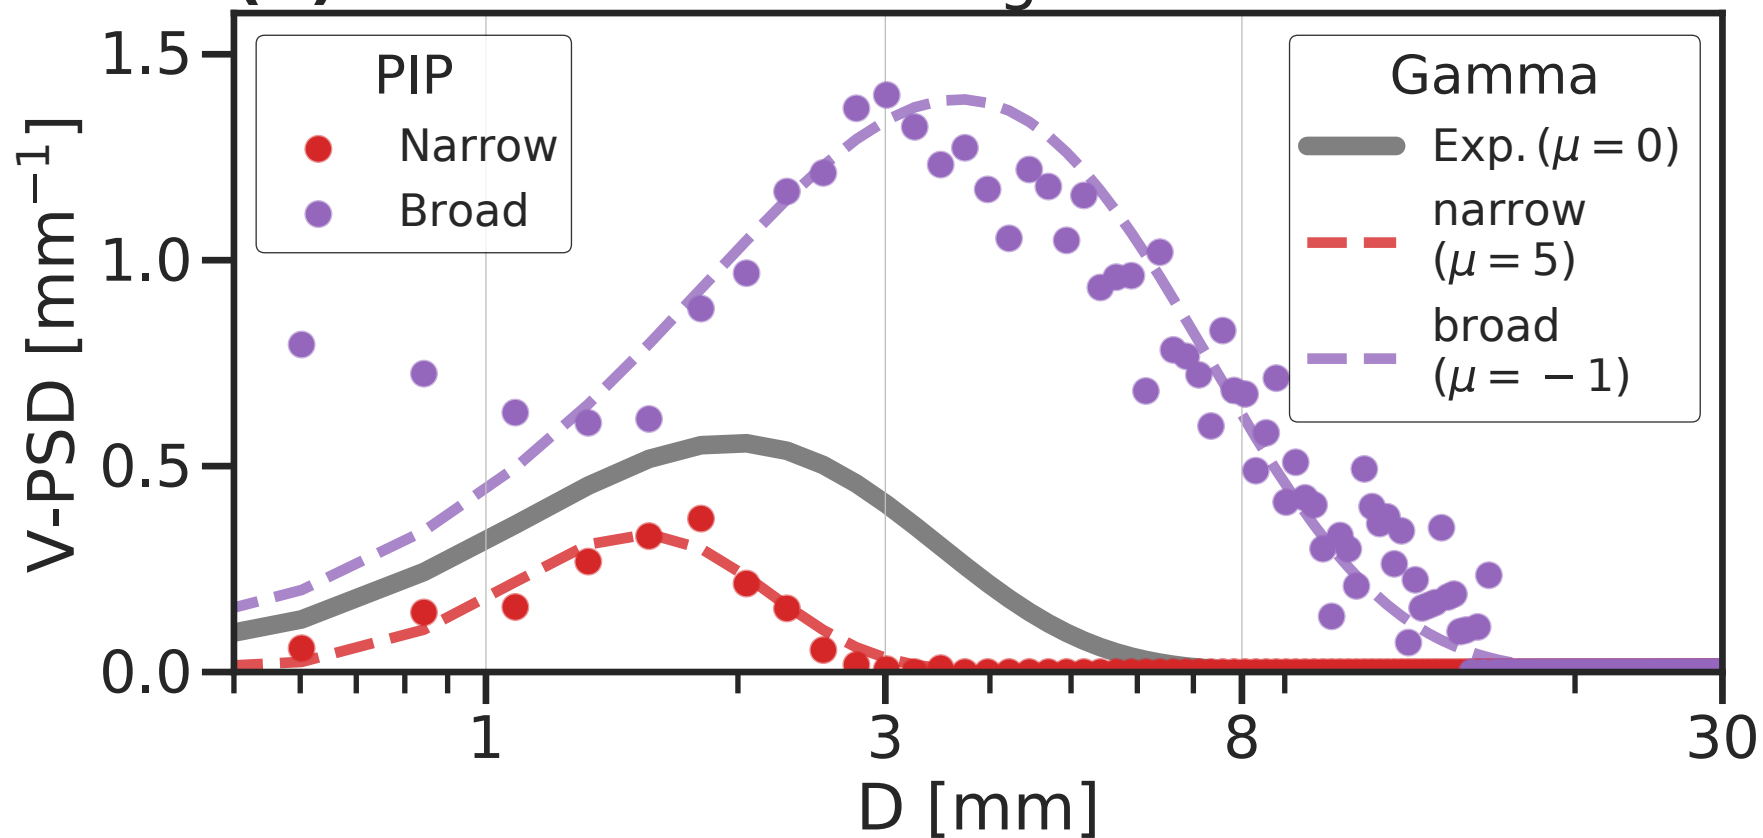 1.5
1.0
0.5
0.0
V-PSD [mm⁻¹]
PIP
Narrow
Broad
Gamma
Exp. (μ = 0)
narrow
(μ = 5)
broad
(μ = −1)
1
3
8
30
D [mm]